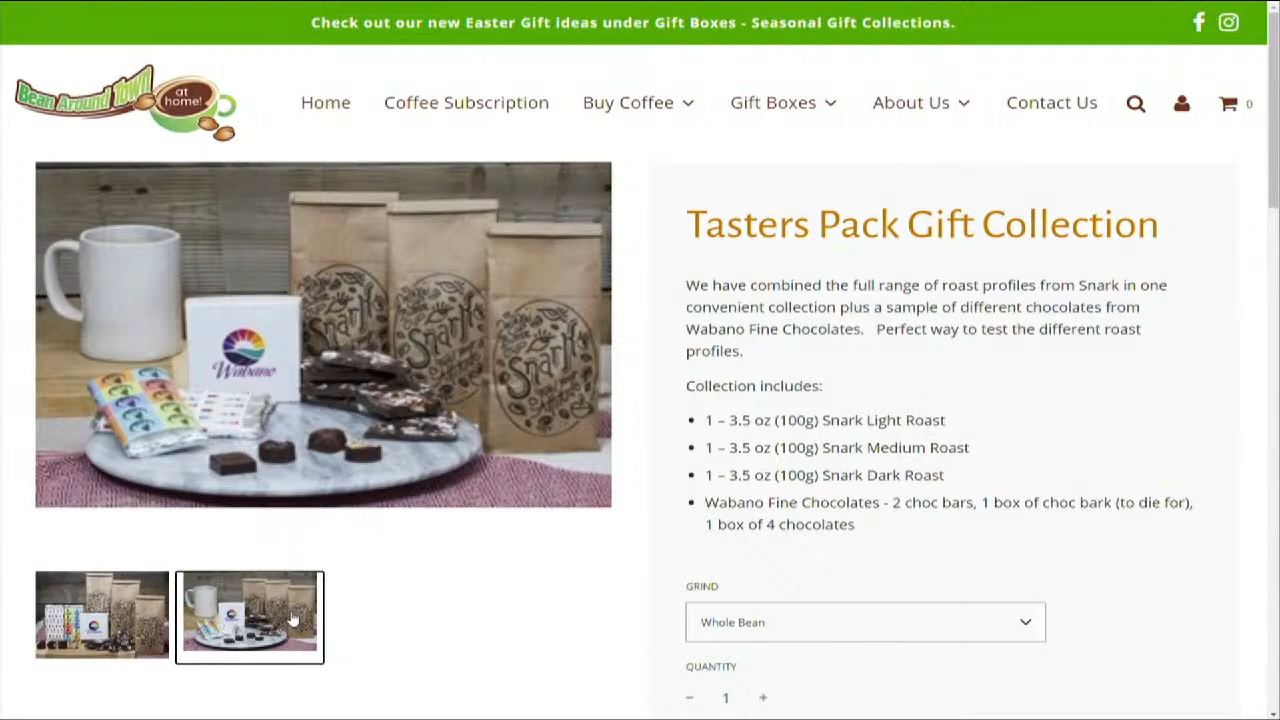 Check out our new Easter Gift Ideas under Gift Boxes - Seasonal Gift Collections.
Bean Around Town
at
home!
Home
Coffee Subscription
Buy Coffee
Gift Boxes
About Us
Contact Us
0
Tasters Pack Gift Collection
We have combined the full range of roast profiles from Snark in one
convenient collection plus a sample of different chocolates from
Wabano Fine Chocolates. Perfect way to test the different roast
profiles.
Collection includes:
• 1 – 3.5 oz (100g) Snark Light Roast
• 1 – 3.5 oz (100g) Snark Medium Roast
• 1 – 3.5 oz (100g) Snark Dark Roast
• Wabano Fine Chocolates - 2 choc bars, 1 box of choc bark (to die for),
1 box of 4 chocolates
Wabano
Snark
Snark
Snark
GRIND
Whole Bean
QUANTITY
− 1 +